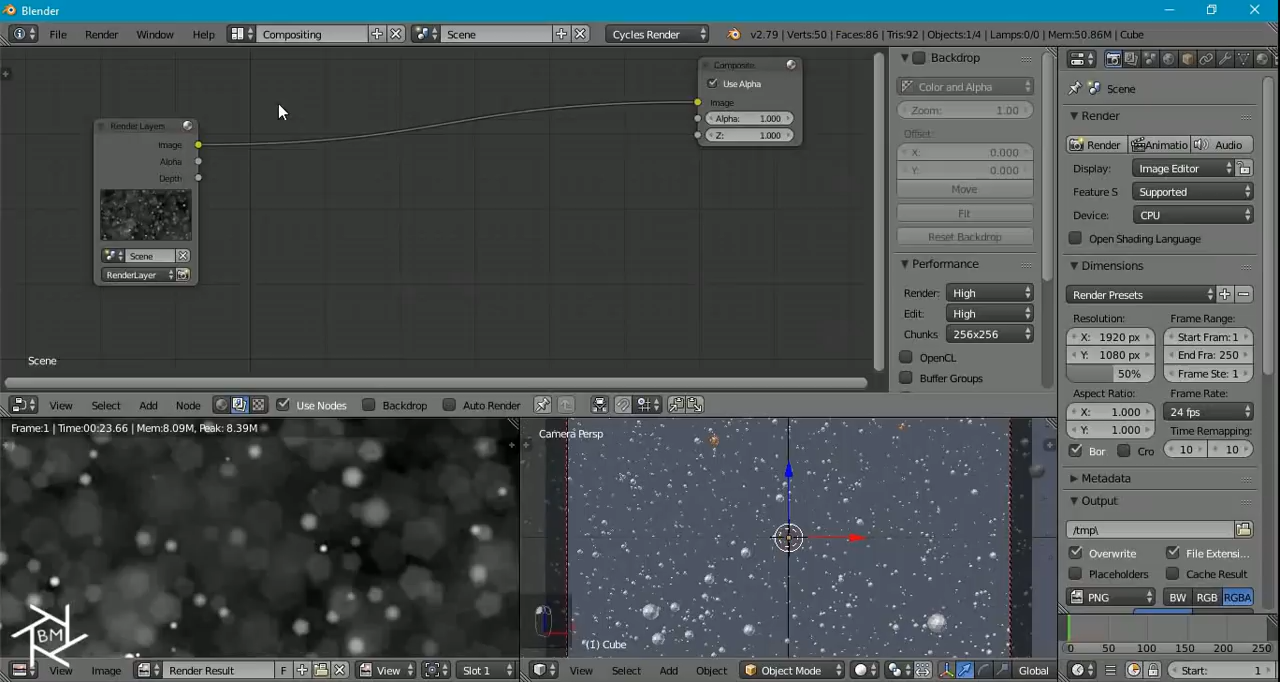 Blender
File Render Window Help Compositing Scene Cycles Render v2.79 | Verts:50 | Faces:86 | Tris:92 | Objects:1/4 | Lamps:0/0 | Mem:50.86M | Cube
Render Layers
Image
Alpha
Depth
Scene
RenderLayer
Composite
Use Alpha
Image
Alpha: 1.000
Z: 1.000
Scene
Backdrop
Color and Alpha
Zoom: 1.00
Offset:
X: 0.000
Y: 0.000
Move
Fit
Reset Backdrop
Performance
Render: High
Edit: High
Chunks 256x256
OpenCL
Buffer Groups
View Select Add Node Use Nodes Backdrop Auto Render
Frame:1 | Time:00:23.66 | Mem:8.09M, Peak: 8.39M
BM
View Image Render Result F View Slot 1
Camera Persp
(1) Cube
View Select Add Object Object Mode Global
Scene
Render
Render Animatio Audio
Display: Image Editor
Feature S Supported
Device: CPU
Open Shading Language
Dimensions
Render Presets
Resolution: Frame Range:
X: 1920 px Start Fram: 1
Y: 1080 px End Fra: 250
50% Frame Ste: 1
Aspect Ratio: Frame Rate:
X: 1.000 24 fps
Y: 1.000 Time Remapping:
Bor Cro 10 10
Metadata
Output
/tmp\
Overwrite File Extensi...
Placeholders Cache Result
PNG BW RGB RGBA
0 50 100 150 200 250
Start: 1